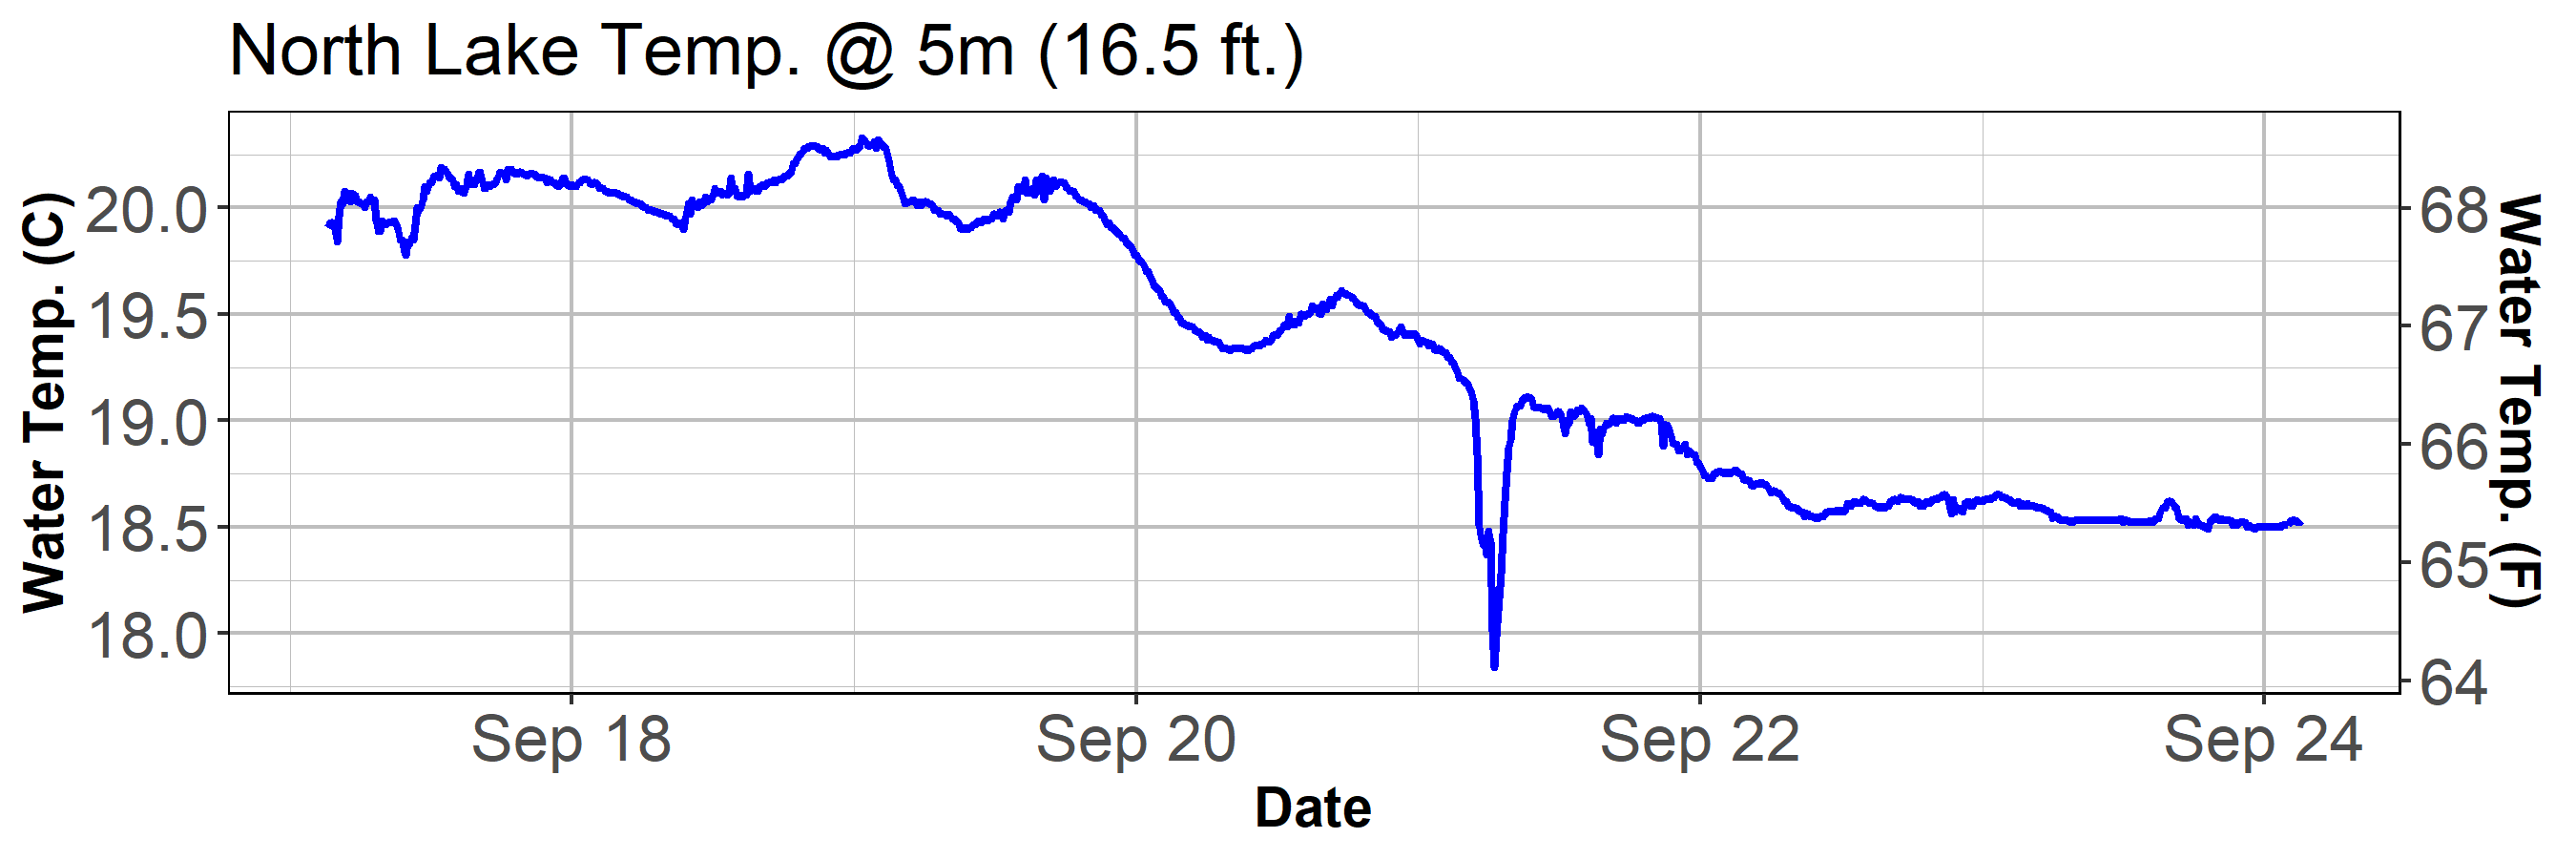 North Lake Temp. @ 5m (16.5 ft.)
Water Temp. (C)
20.0
19.5
19.0
18.5
18.0
68
67
66
65
64
Water Temp. (F)
Sep 18 Sep 20 Sep 22 Sep 24
Date